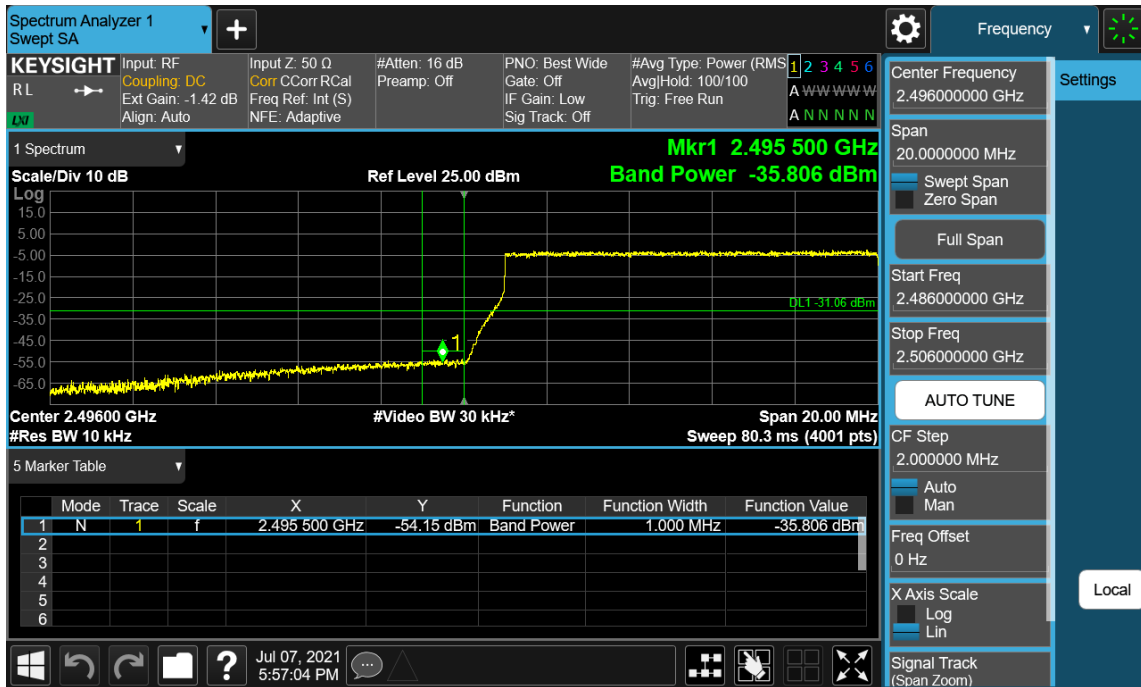 Spectrum Analyzer 1
Swept SA
+
Frequency
KEYSIGHT
RL
LXI
Input: RF
Coupling: DC
Ext Gain: -1.42 dB
Align: Auto
Input Z: 50 Ω
Corr CCorr RCal
Freq Ref: Int (S)
NFE: Adaptive
#Atten: 16 dB
Preamp: Off
PNO: Best Wide
Gate: Off
IF Gain: Low
Sig Track: Off
#Avg Type: Power (RMS
Avg|Hold: 100/100
Trig: Free Run
1 2 3 4 5 6
A W W W W W
A N N N N N
1 Spectrum
Mkr1 2.495 500 GHz
Scale/Div 10 dB
Ref Level 25.00 dBm
Band Power -35.806 dBm
Log
15.0
5.00
-5.00
-15.0
-25.0
DL1 -31.06 dBm
-35.0
-45.0
1
-55.0
-65.0
Center 2.49600 GHz
#Video BW 30 kHz*
Span 20.00 MHz
#Res BW 10 kHz
Sweep 80.3 ms (4001 pts)
5 Marker Table
Mode Trace Scale X Y Function Function Width Function Value
1 N 1 f 2.495 500 GHz -54.15 dBm Band Power 1.000 MHz -35.806 dBm
2
3
4
5
6
?
Jul 07, 2021
5:57:04 PM
Center Frequency
2.496000000 GHz
Span
20.0000000 MHz
Swept Span
Zero Span
Full Span
Start Freq
2.486000000 GHz
Stop Freq
2.506000000 GHz
AUTO TUNE
CF Step
2.000000 MHz
Auto
Man
Freq Offset
0 Hz
X Axis Scale
Log
Lin
Signal Track
(Span Zoom)
Settings
Local